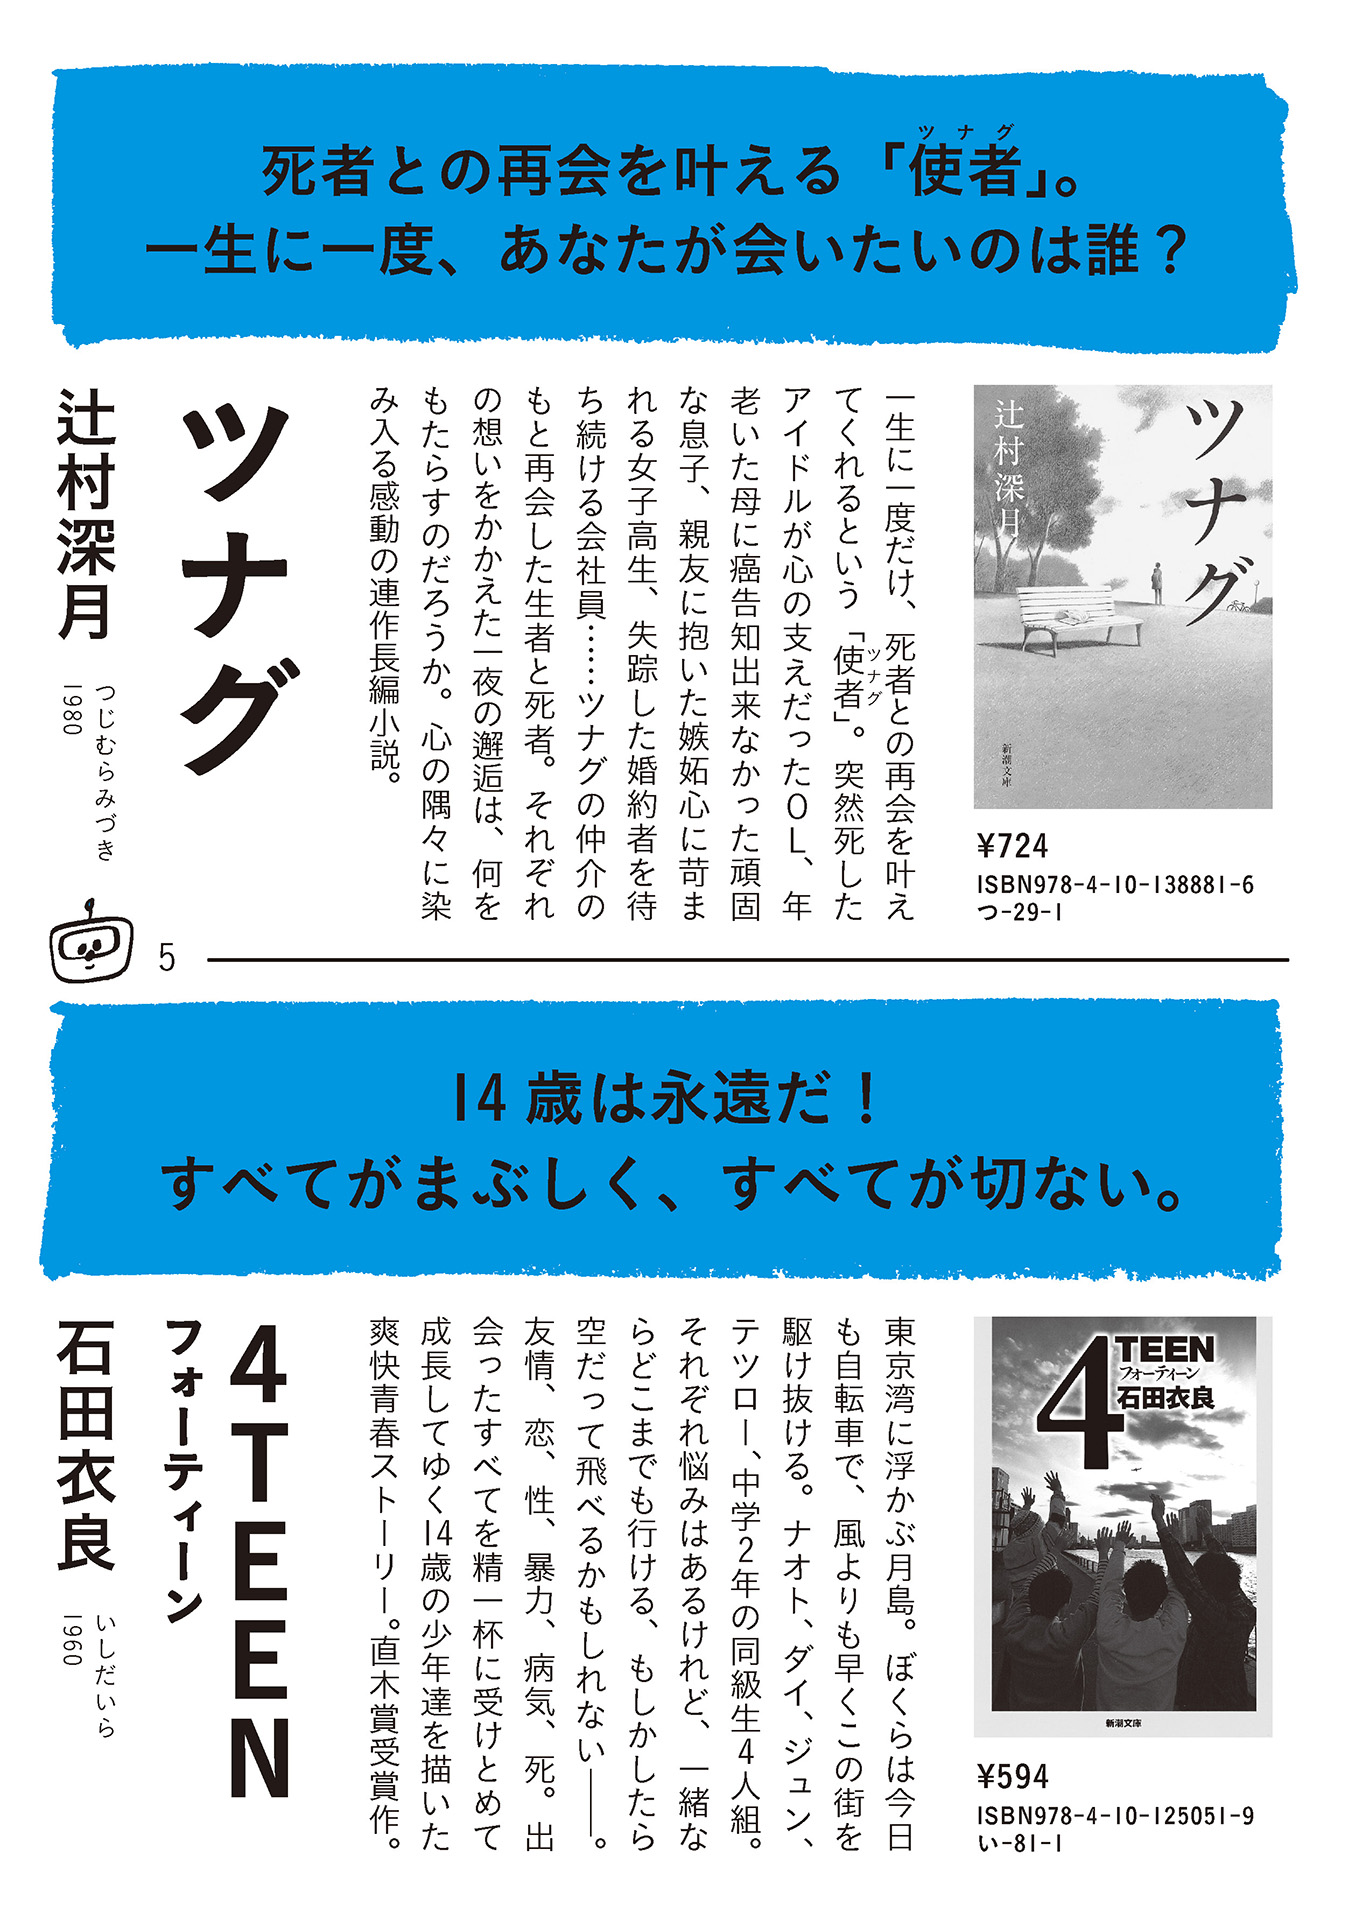 死者との再会を叶える「使者」。
ツナグ
一生に一度、あなたが会いたいのは誰？
ツナグ
辻村深月
新潮文庫
¥724
ISBN978-4-10-138881-6
つ-29-1
一生に一度だけ、死者との再会を叶え
てくれるという「使者」。突然死した
ツナグ
アイドルが心の支えだったOL、年
老いた母に癌告知出来なかった頑固
な息子、親友に抱いた嫉妬心に苛ま
れる女子高生、失踪した婚約者を待
ち続ける会社員……ツナグの仲介の
もと再会した生者と死者。それぞれ
の想いをかかえた一夜の邂逅は、何を
もたらすのだろうか。心の隅々に染
み入る感動の連作長編小説。
ツナグ
辻村深月
つじむらみづき
1980
5
14歳は永遠だ！
すべてがまぶしく、すべてが切ない。
4TEEN
フォーティーン
石田衣良
新潮文庫
¥594
ISBN978-4-10-125051-9
い-81-1
東京湾に浮かぶ月島。ぼくらは今日
も自転車で、風よりも早くこの街を
駆け抜ける。ナオト、ダイ、ジュン、
テツロー、中学2年の同級生4人組。
それぞれ悩みはあるけれど、一緒な
らどこまでも行ける、もしかしたら
空だって飛べるかもしれない――。
友情、恋、性、暴力、病気、死。出
会ったすべてを精一杯に受けとめて
成長してゆく14歳の少年達を描いた
爽快青春ストーリー。直木賞受賞作。
4TEEN
フォーティーン
石田衣良
いしだいら
1960